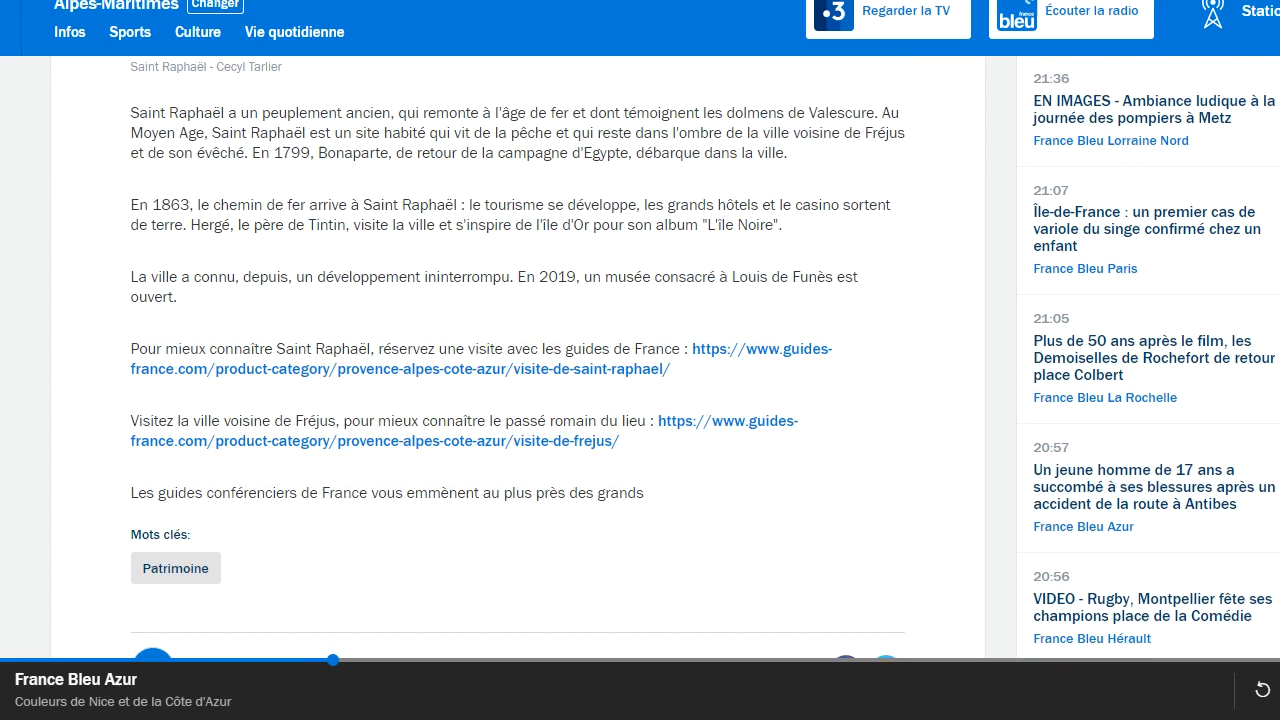 Alpes-Maritimes Changer
Infos Sports Culture Vie quotidienne
3 Regarder la TV
france bleu Écouter la radio
Saint Raphaël - Cecyl Tarlier
Saint Raphaël a un peuplement ancien, qui remonte à l'âge de fer et dont témoignent les dolmens de Valescure. Au
Moyen Age, Saint Raphaël est un site habité qui vit de la pêche et qui reste dans l'ombre de la ville voisine de Fréjus
et de son évêché. En 1799, Bonaparte, de retour de la campagne d'Egypte, débarque dans la ville.
En 1863, le chemin de fer arrive à Saint Raphaël : le tourisme se développe, les grands hôtels et le casino sortent
de terre. Hergé, le père de Tintin, visite la ville et s'inspire de l'île d'Or pour son album "L'île Noire".
La ville a connu, depuis, un développement ininterrompu. En 2019, un musée consacré à Louis de Funès est
ouvert.
Pour mieux connaître Saint Raphaël, réservez une visite avec les guides de France : https://www.guides-
france.com/product-category/provence-alpes-cote-azur/visite-de-saint-raphael/
Visitez la ville voisine de Fréjus, pour mieux connaître le passé romain du lieu : https://www.guides-
france.com/product-category/provence-alpes-cote-azur/visite-de-frejus/
Les guides conférenciers de France vous emmènent au plus près des grands
Mots clés:
Patrimoine
21:36
EN IMAGES - Ambiance ludique à la
journée des pompiers à Metz
France Bleu Lorraine Nord
21:07
Île-de-France : un premier cas de
variole du singe confirmé chez un
enfant
France Bleu Paris
21:05
Plus de 50 ans après le film, les
Demoiselles de Rochefort de retour
place Colbert
France Bleu La Rochelle
20:57
Un jeune homme de 17 ans a
succombé à ses blessures après un
accident de la route à Antibes
France Bleu Azur
20:56
VIDEO - Rugby, Montpellier fête ses
champions place de la Comédie
France Bleu Hérault
France Bleu Azur
Couleurs de Nice et de la Côte d'Azur